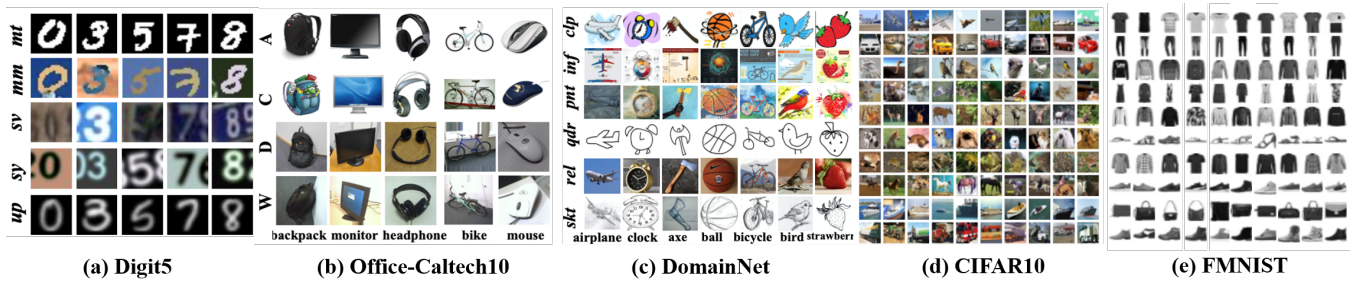 mt
mm
sv
sy
up
(a) Digit5
A
C
D
W
backpack monitor headphone bike mouse
(b) Office-Caltech10
clp
inf
pnt
qdr
rel
skt
airplane clock axe ball bicycle bird strawberr
(c) DomainNet
(d) CIFAR10
(e) FMNIST